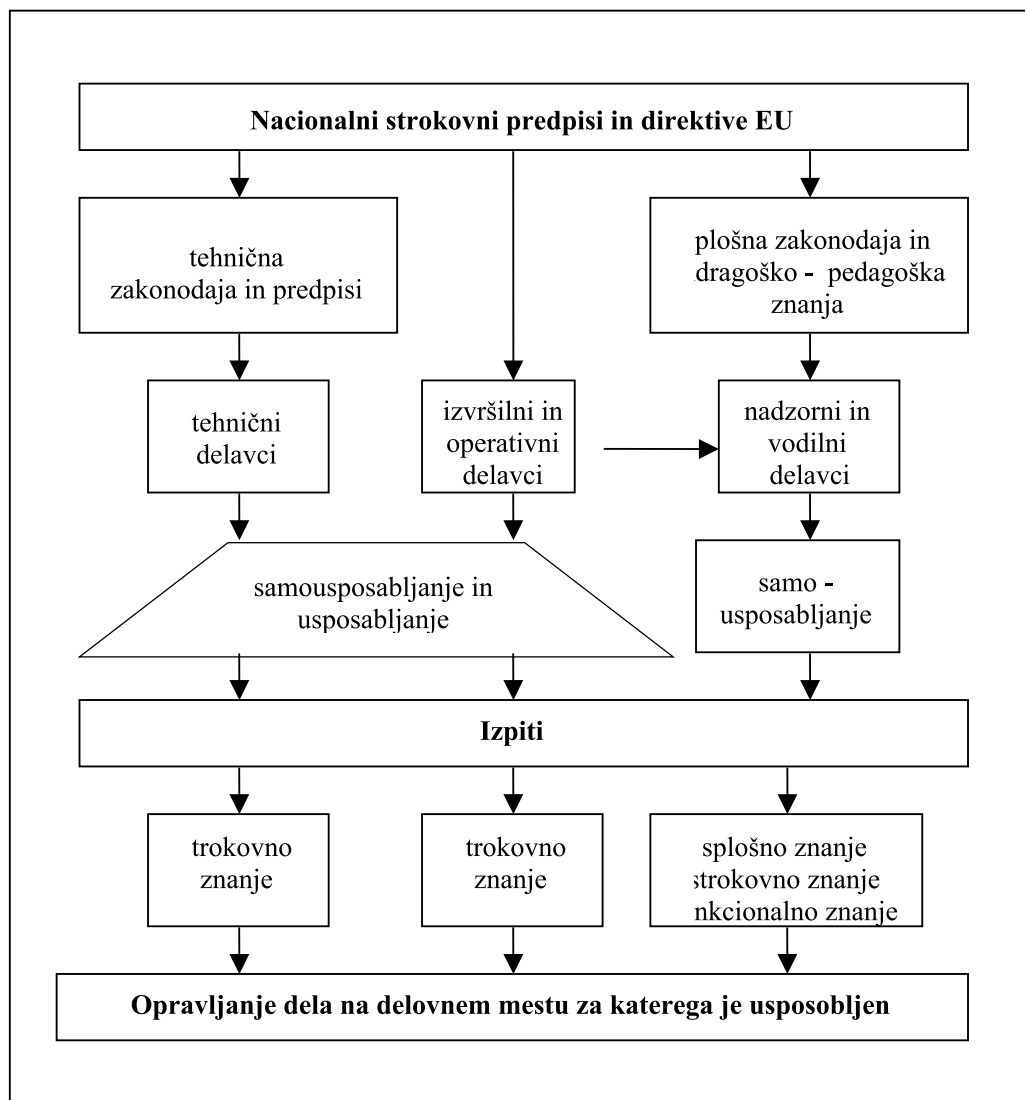 Nacionalni strokovni predpisi in direktive EU
tehnična
zakonodaja in predpisi
plošna zakonodaja in
dragoško - pedagoška
znanja
tehnični
delavci
izvršilni in
operativni
delavci
nadzorni in
vodilni
delavci
samousposabljanje in
usposabljanje
samo -
usposabljanje
Izpiti
trokovno
znanje
trokovno
znanje
splošno znanje
strokovno znanje
nkcionalno znanje
Opravljanje dela na delovnem mestu za katerega je usposobljen